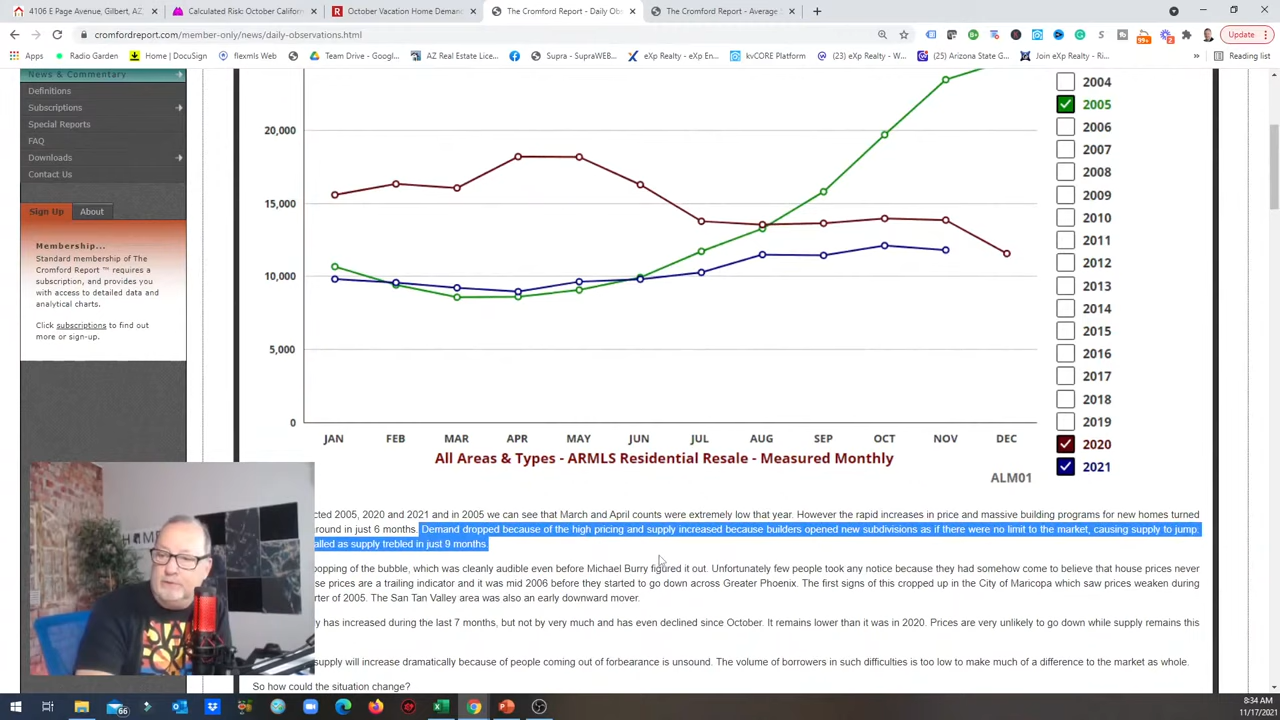 4106 E Page Avenue, Gilbert, AZ
Calculated Risk: October Californ
October Vacation Home Demand
The Cromford Report - Daily Obs
The Cromford Report - Seasonal
cromfordreport.com/member-only/news/daily-observations.html
Update
Apps
Radio Garden
Home | DocuSign
flexmls Web
Team Drive - Googl...
AZ Real Estate Lice...
Supra- SupraWEB...
eXp Realty - eXp En...
kvCORE Platform
(23) eXp Realty - W...
(25) Arizona State G...
Join eXp Realty - Ri...
Reading list
News & Commentary
Definitions
Subscriptions
Special Reports
FAQ
Downloads
Contact Us
Sign Up
About
Membership...
Standard membership of The
Cromford Report ™ requires a
subscription, and provides you
with access to detailed data and
analytical charts.
Click subscriptions to find out
more or sign-up.
20,000
15,000
10,000
5,000
0
JAN
FEB
MAR
APR
MAY
JUN
JUL
AUG
SEP
OCT
NOV
DEC
All Areas & Types - ARMLS Residential Resale - Measured Monthly
ALM01
2004
2005
2006
2007
2008
2009
2010
2011
2012
2013
2014
2015
2016
2017
2018
2019
2020
2021
cted 2005, 2020 and 2021 and in 2005 we can see that March and April counts were extremely low that year. However the rapid increases in price and massive building programs for new homes turned
round in just 6 months. Demand dropped because of the high pricing and supply increased because builders opened new subdivisions as if there were no limit to the market, causing supply to jump.
alled as supply trebled in just 9 months.
opping of the bubble, which was cleanly audible even before Michael Burry figured it out. Unfortunately few people took any notice because they had somehow come to believe that house prices never
se prices are a trailing indicator and it was mid 2006 before they started to go down across Greater Phoenix. The first signs of this cropped up in the City of Maricopa which saw prices weaken during
rter of 2005. The San Tan Valley area was also an early downward mover.
y has increased during the last 7 months, but not by very much and has even declined since October. It remains lower than it was in 2020. Prices are very unlikely to go down while supply remains this
supply will increase dramatically because of people coming out of forbearance is unsound. The volume of borrowers in such difficulties is too low to make much of a difference to the market as whole.
So how could the situation change?
66
8:34 AM
11/17/2021